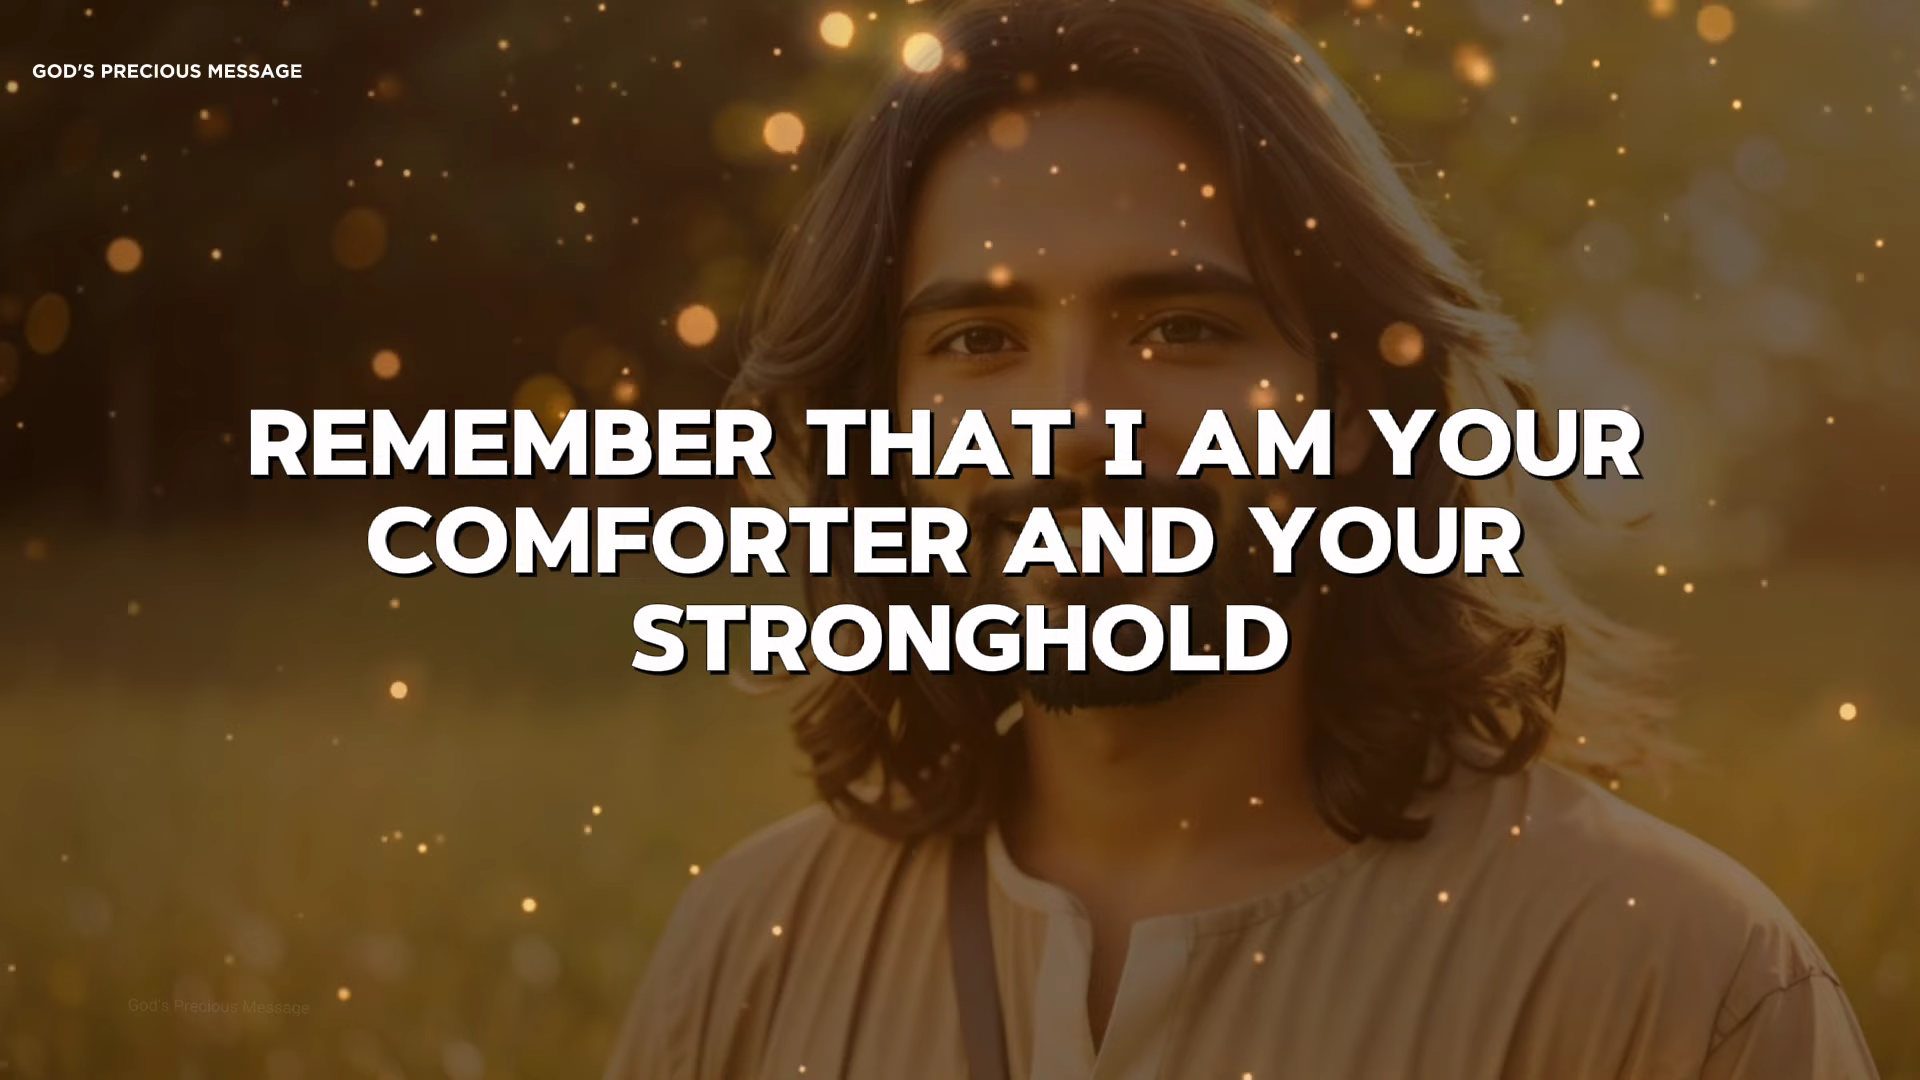 GOD'S PRECIOUS MESSAGE
REMEMBER THAT I AM YOUR
COMFORTER AND YOUR
STRONGHOLD
God's Precious Message